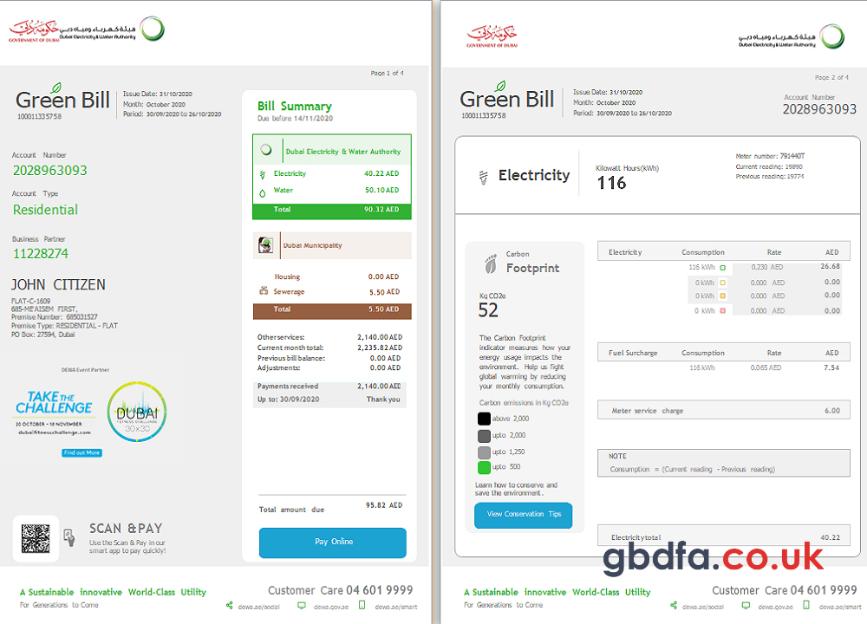 حكومة دبي
GOVERNMENT OF DUBAI
هيئة كهرباء ومياه دبي
Dubai Electricity & Water Authority
Page 1 of 4
Green Bill
100011335758
Issue Date: 31/10/2020
Month: October 2020
Period: 30/09/2020 to 26/10/2020
Account Number
2028963093
Account Type
Residential
Business Partner
11228274
JOHN CITIZEN
FLAT-C-1609
685-ME'AISEM FIRST,
Premise Number: 685031527
Premise Type: RESIDENTIAL - FLAT
PO Box: 27594, Dubai
DEWA Event Partner
TAKE THE
CHALLENGE
30 OCTOBER - 18 NOVEMBER
dubaifitnesschallenge.com
DUBAI
FITNESS CHALLENGE
30x30
Find out More
SCAN & PAY
Use the Scan & Pay in our
smart app to pay quickly!
Bill Summary
Due before 14/11/2020
Dubai Electricity & Water Authority
Electricity 40.22 AED
Water 50.10 AED
Total 90.32 AED
Dubai Municipality
Housing 0.00 AED
Sewerage 5.50 AED
Total 5.50 AED
Other services: 2,140.00 AED
Current month total: 2,235.82 AED
Previous bill balance: 0.00 AED
Adjustments: 0.00 AED
Payments received 2,140.00 AED
Up to: 30/09/2020 Thank you
Total amount due 95.82 AED
Pay Online
A Sustainable innovative World-Class Utility
For Generations to Come
Customer Care 04 601 9999
dewa.ae/social
dewa.gov.ae
dewa.ae/smart
حكومة دبي
GOVERNMENT OF DUBAI
هيئة كهرباء ومياه دبي
Dubai Electricity & Water Authority
Page 2 of 4
Green Bill
100011335758
Issue Date: 31/10/2020
Month: October 2020
Period: 30/09/2020 to 26/10/2020
Account Number
2028963093
Electricity
Kilowatt Hours(kWh)
116
Meter number: 791440T
Current reading: 19890
Previous reading: 19774
Carbon
Footprint
Kg CO2e
52
The Carbon Footprint
indicator measures how your
energy usage impacts the
environment. Help us fight
global warming by reducing
your monthly consumption.
Carbon emissions in Kg CO2e
above 2,000
upto 2,000
upto 1,250
upto 500
Learn how to conserve and
save the environment.
View Conservation Tips
Electricity Consumption Rate AED
116 kWh 0.230 AED 26.68
0 kWh 0.000 AED 0.00
0 kWh 0.000 AED 0.00
0 kWh 0.000 AED 0.00
Fuel Surcharge Consumption Rate AED
116 kWh 0.065 AED 7.54
Meter service charge 6.00
NOTE
Consumption = (Current reading - Previous reading)
Electricity total 40.22
gbdfa.co.uk
A Sustainable innovative World-Class Utility
For Generations to Come
Customer Care 04 601 9999
dewa.ae/social
dewa.gov.ae
dewa.ae/smart